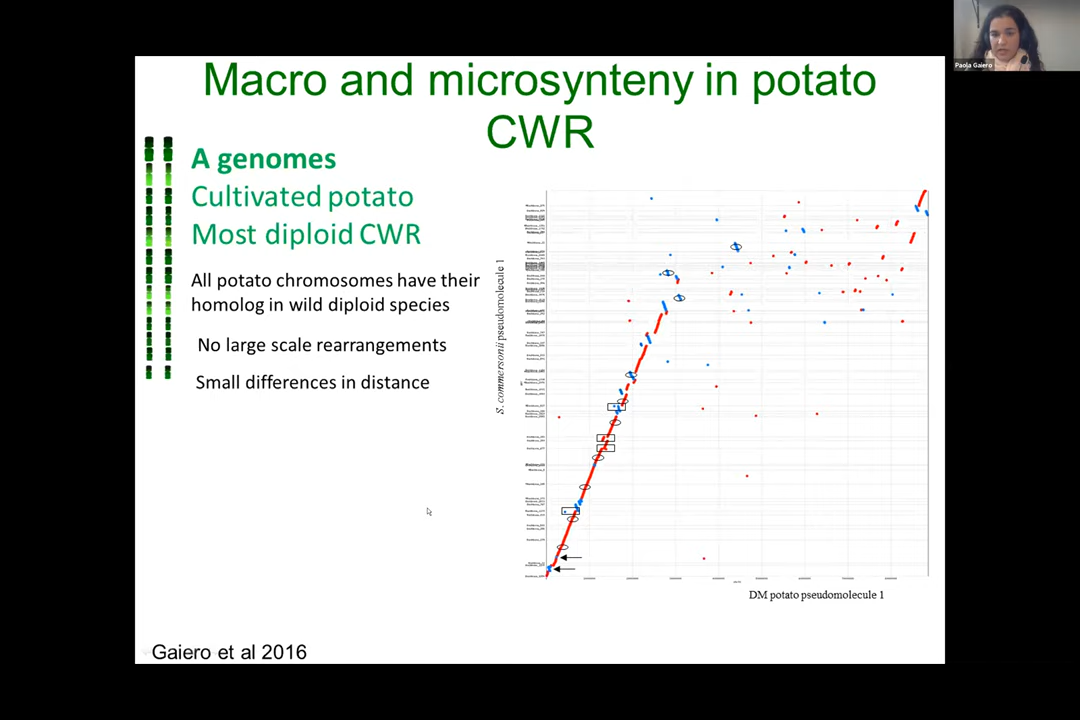 Paola Gaiero
Macro and microsynteny in potato
CWR
A genomes
Cultivated potato
Most diploid CWR
All potato chromosomes have their
homolog in wild diploid species
No large scale rearrangements
Small differences in distance
S. commersonii pseudomolecule 1
DM potato pseudomolecule 1
Gaiero et al 2016